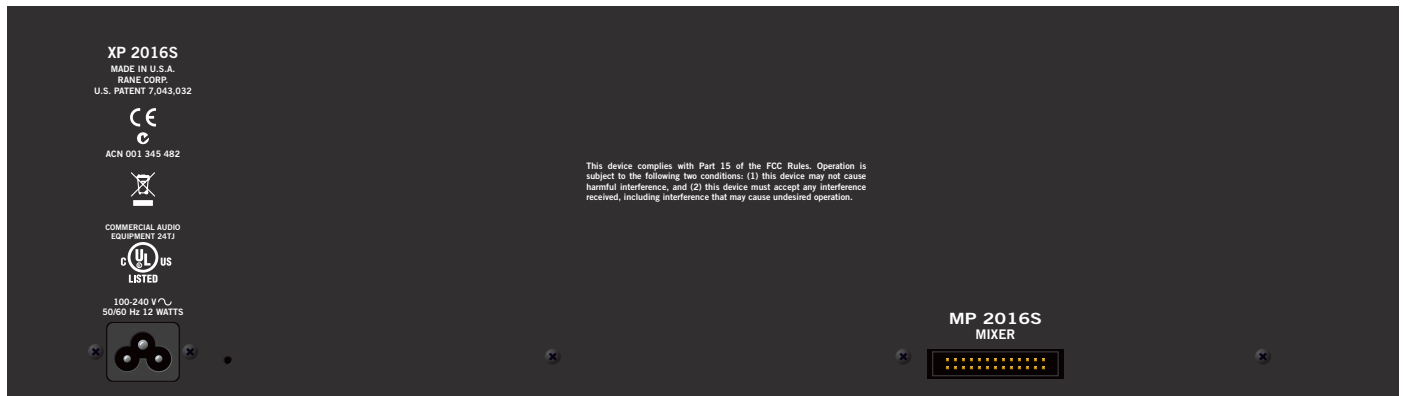 XP 2016S
MADE IN U.S.A.
RANE CORP.
U.S. PATENT 7,043,032
CE
ACN 001 345 482
COMMERCIAL AUDIO
EQUIPMENT 24TJ
C UL US
®
LISTED
100-240 V
50/60 Hz 12 WATTS
This device complies with Part 15 of the FCC Rules. Operation is
subject to the following two conditions: (1) this device may not cause
harmful interference, and (2) this device must accept any interference
received, including interference that may cause undesired operation.
MP 2016S
MIXER